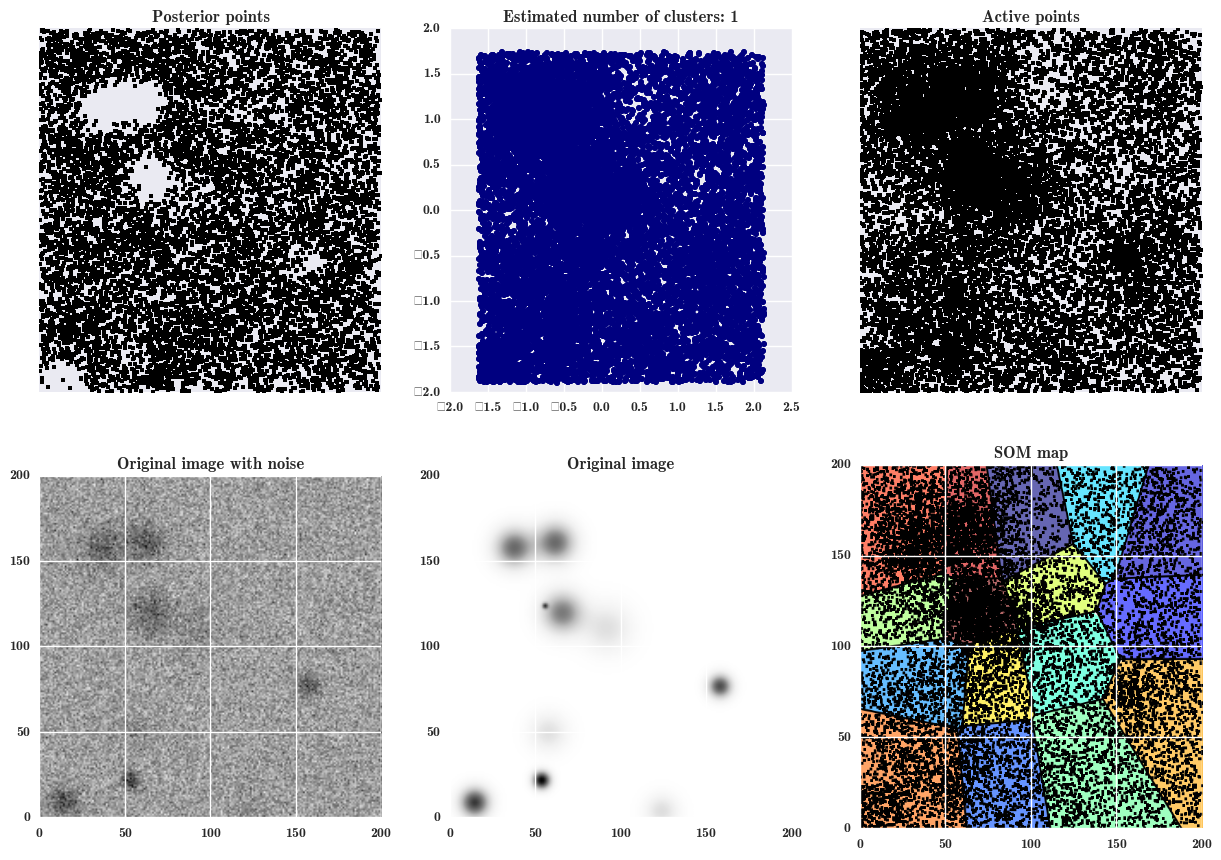 Posterior points
Estimated number of clusters: 1
Active points
2.0
1.5
1.0
0.5
0.0
□0.5
□1.0
□1.5
□2.0
□2.0 □1.5 □1.0 □0.5 0.0 0.5 1.0 1.5 2.0 2.5
Original image with noise
Original image
SOM map
200
150
100
50
0
0 50 100 150 200
200
150
100
50
0
0 50 100 150 200
200
150
100
50
0
0 50 100 150 200